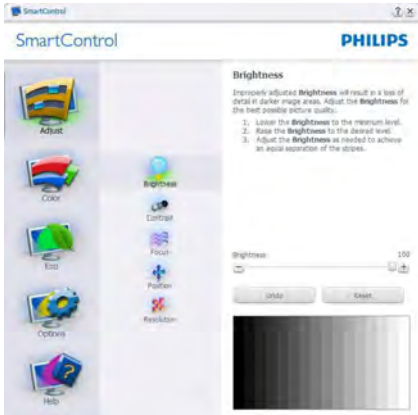 SmartControl
SmartControl
PHILIPS
Adjust
Color
Eco
Options
Help
Brightness
Contrast
Focus
Position
Resolution
Brightness
Improperly adjusted Brightness will result in a loss of
detail in darker image areas. Adjust the Brightness for
the best possible picture quality.
1. Lower the Brightness to the minimum level.
2. Raise the Brightness to the desired level.
3. Adjust the Brightness as needed to achieve
an equal separation of the stripes.
Brightness 100
Undo Reset